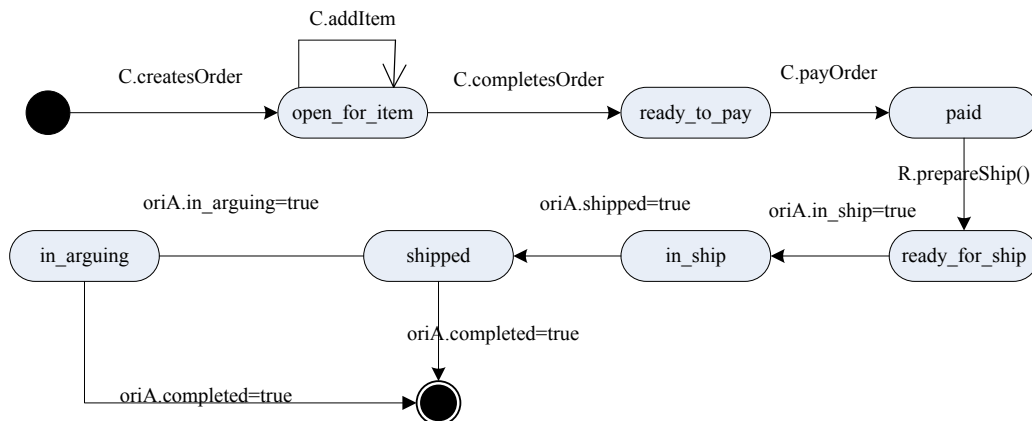 C.addItem
C.createsOrder
C.completesOrder
C.payOrder
open_for_item
ready_to_pay
paid
R.prepareShip()
oriA.in_arguing=true
oriA.shipped=true
oriA.in_ship=true
in_arguing
shipped
in_ship
ready_for_ship
oriA.completed=true
oriA.completed=true